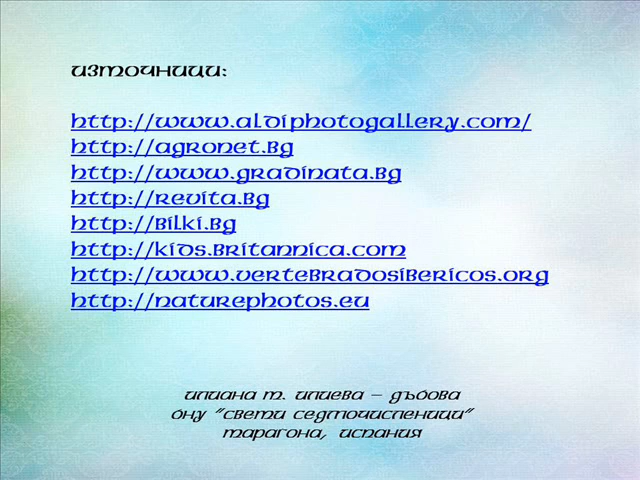 източници:
http://www.aldiphotogallery.com/
http://agronet.bg
http://www.gradinata.bg
http://revita.bg
http://bilki.bg
http://kids.britannica.com
http://www.vertebradosibericos.org
http://naturephotos.eu
илиана т. илиева – дъбова
бну "свети седмочисленици"
тарагона, испания